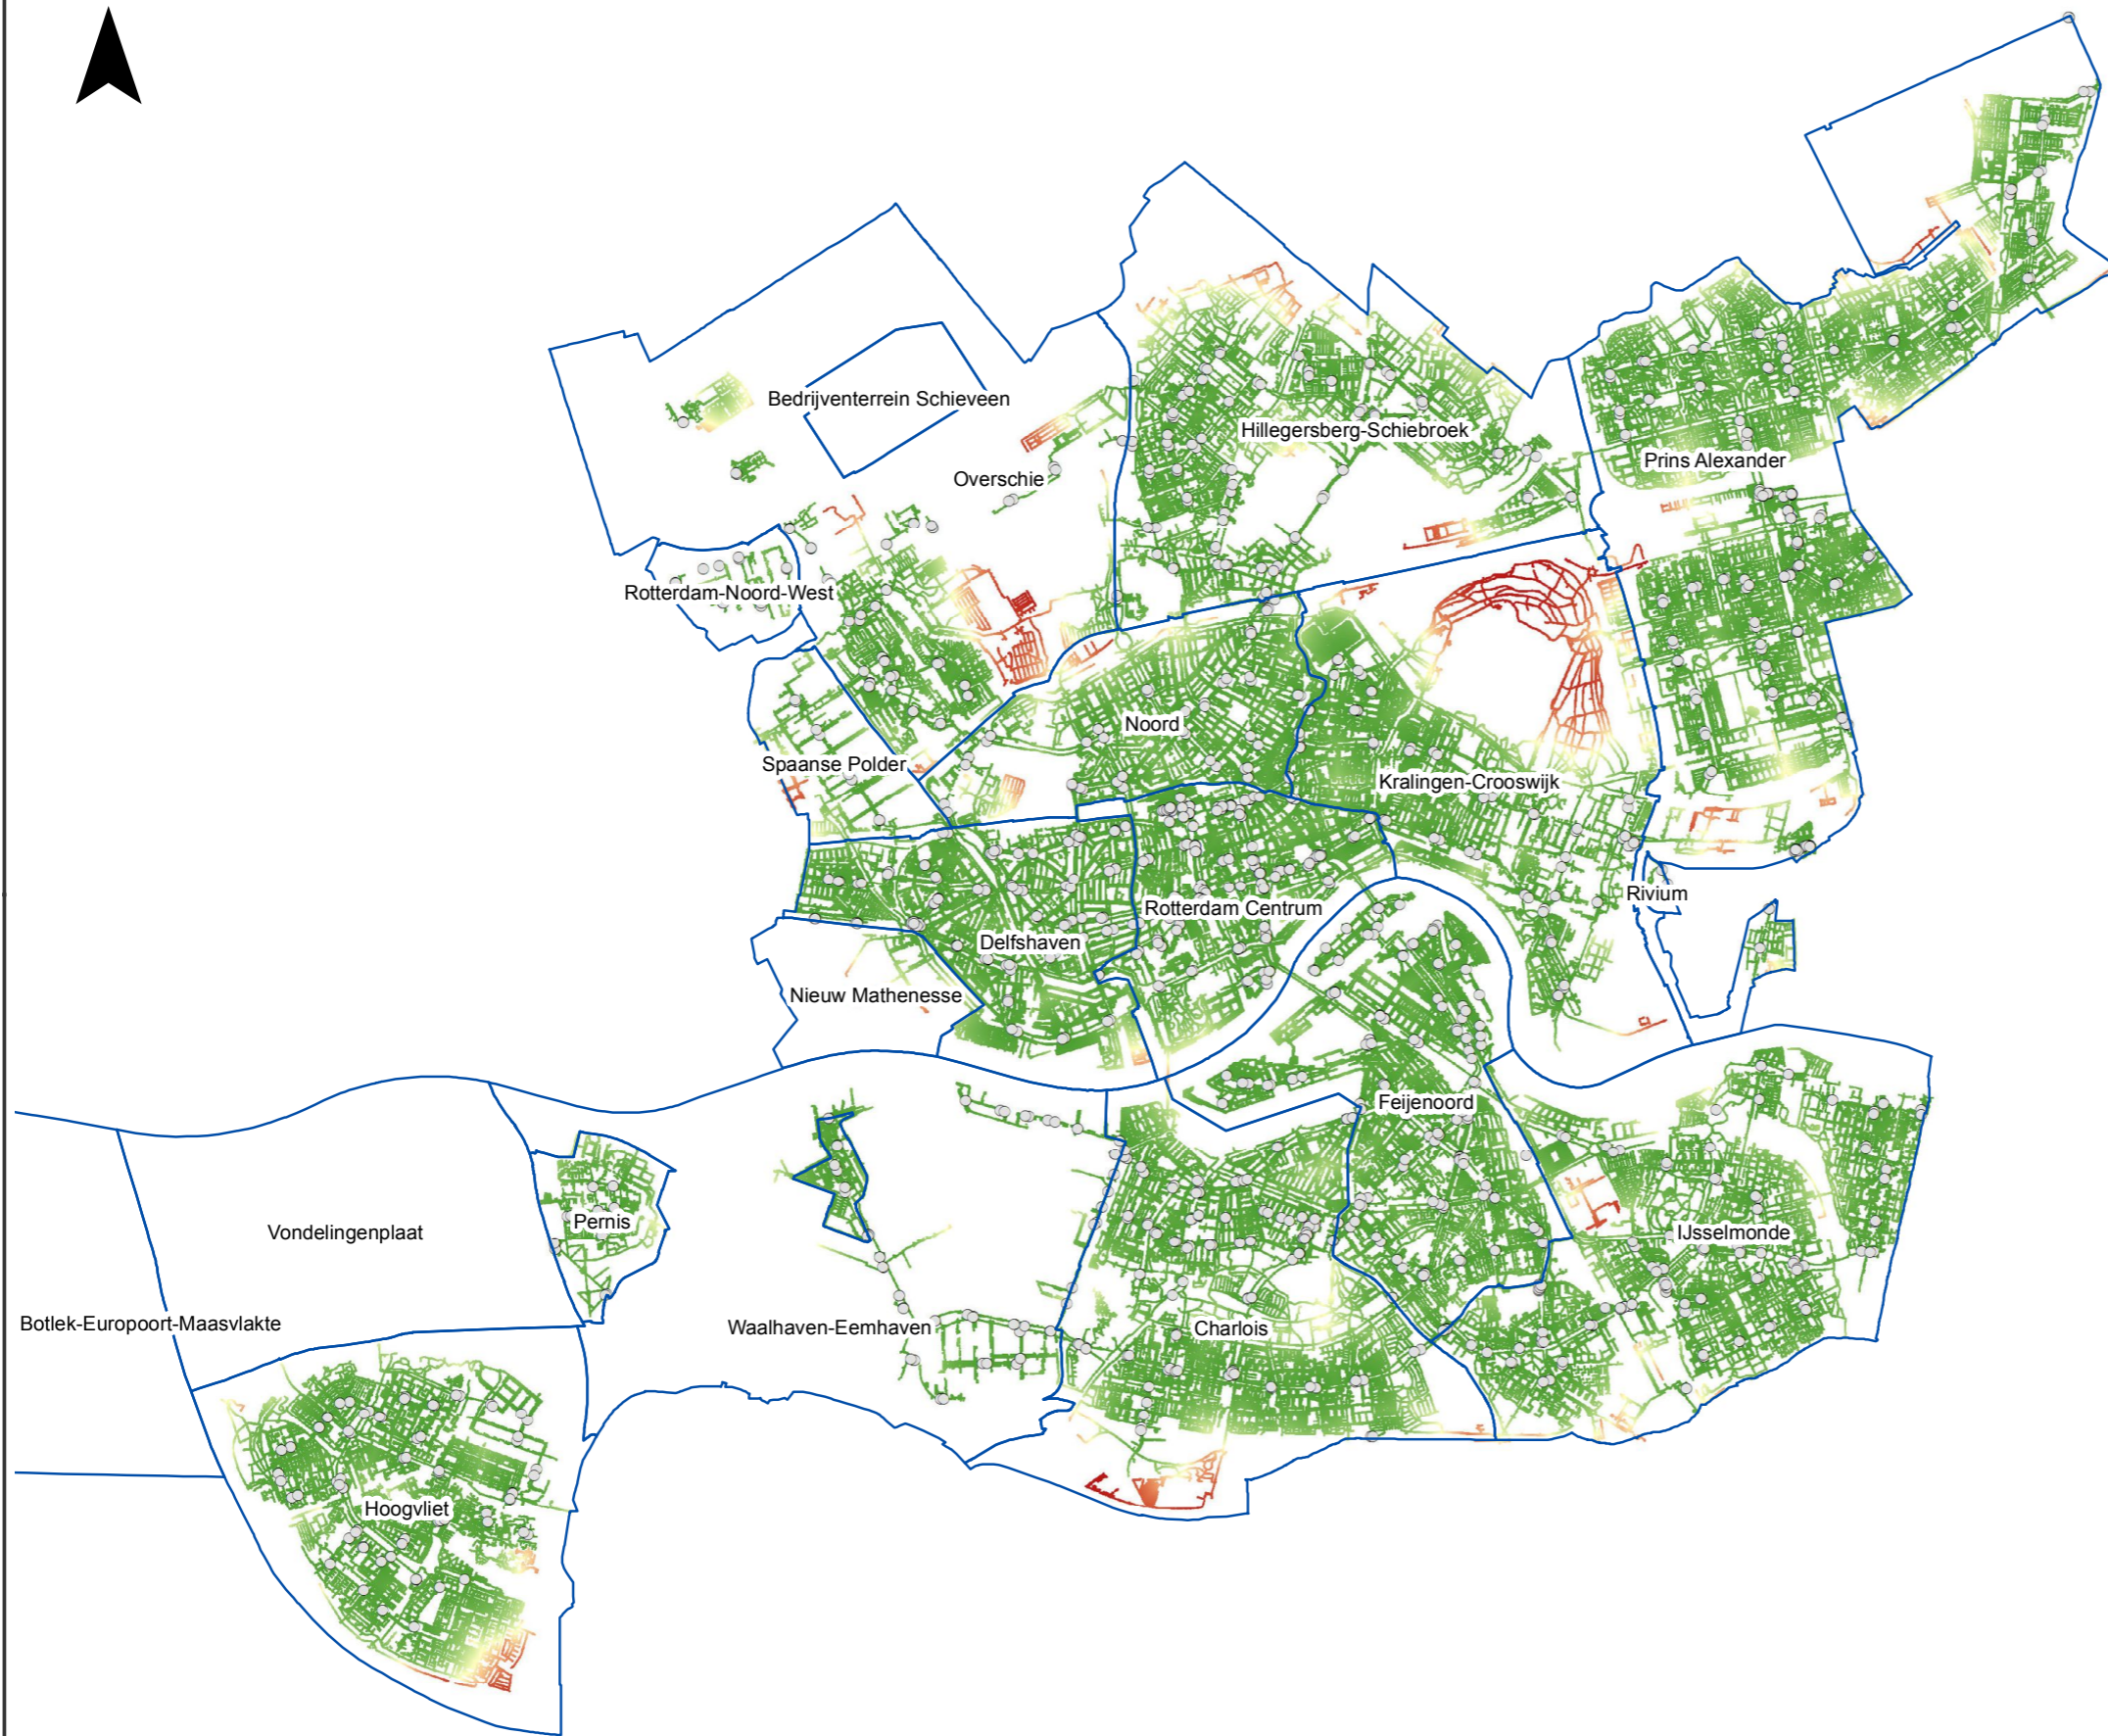 Bedrijventerrein Schieveen
Hillegersberg-Schiebroek
Prins Alexander
Overschie
Rotterdam-Noord-West
Noord
Spaanse Polder
Kralingen-Crooswijk
Rivium
Rotterdam Centrum
Delfshaven
Nieuw Mathenesse
Feijenoord
Pernis
Vondelingenplaat
IJsselmonde
Botlek-Europoort-Maasvlakte
Waalhaven-Eemhaven
Charlois
Hoogvliet